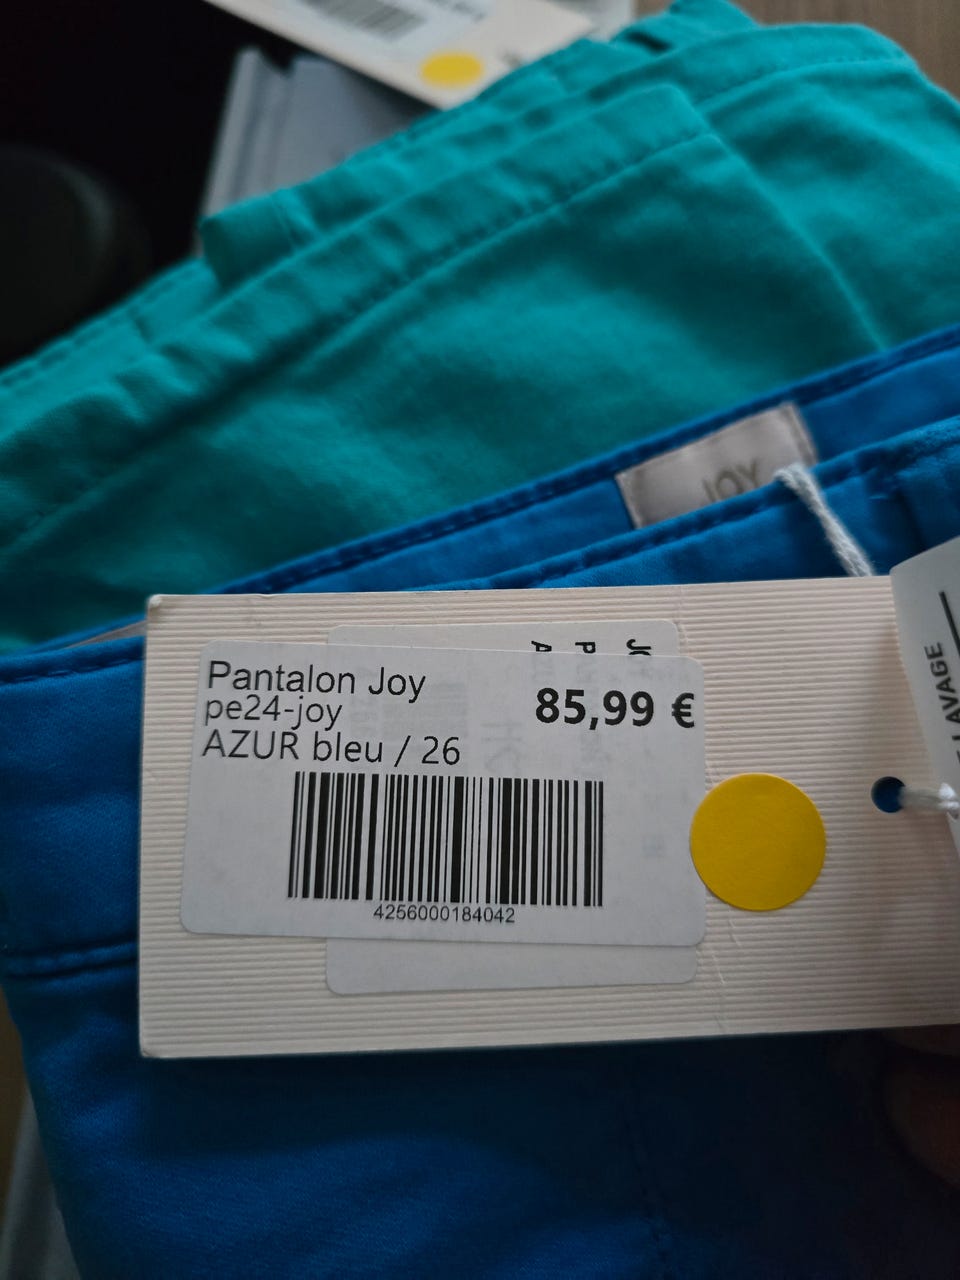 JOY
Pantalon Joy
pe24-joy
85,99 €
AZUR bleu / 26
4256000184042
LAVAGE